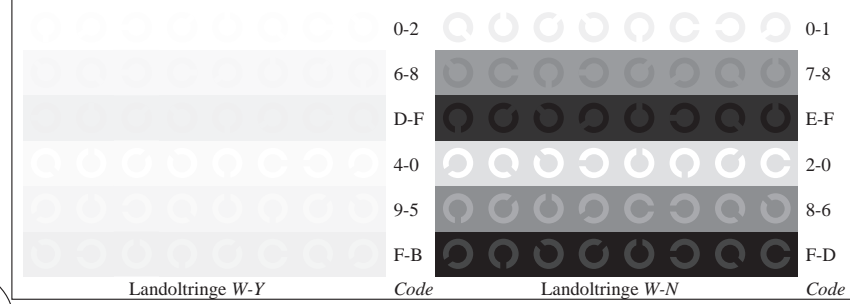 0-2 0-1
6-8 7-8
D-F E-F
4-0 2-0
9-5 8-6
F-B F-D
Landoltringe W-Y Code Landoltringe W-N Code